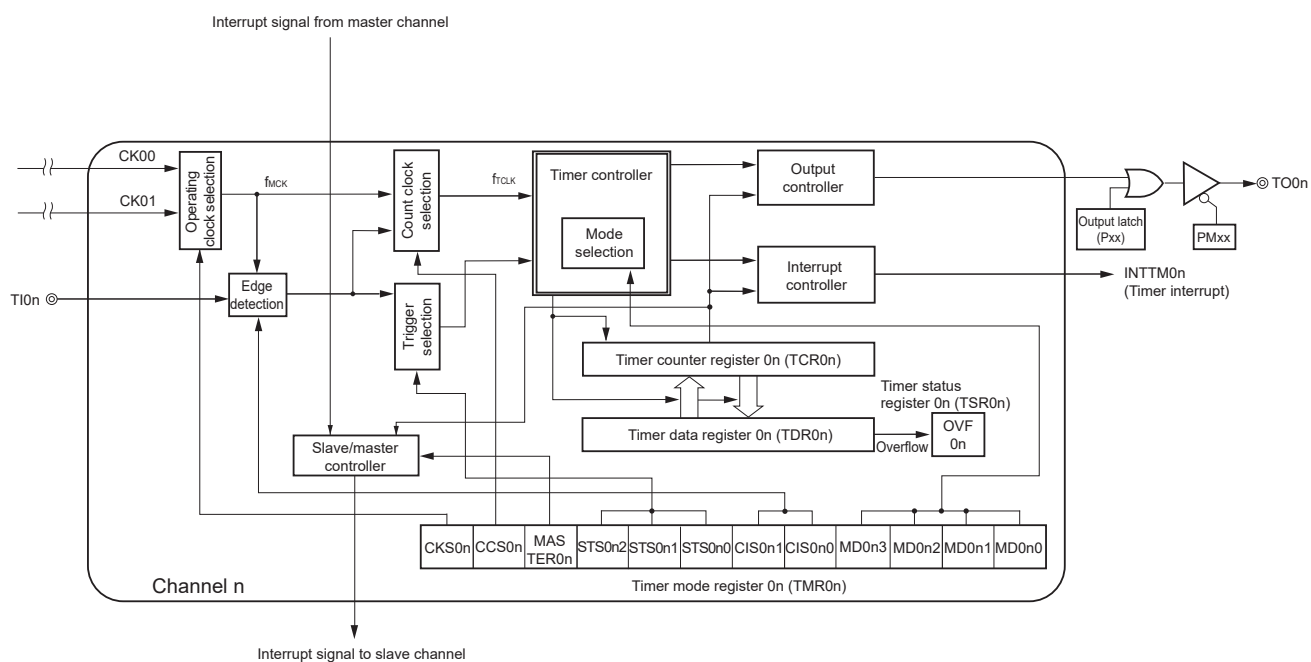 Interrupt signal from master channel
CK00
CK01
Operating
clock selection
fMCK
Count clock
selection
fTCLK
Timer controller
Mode
selection
Output
controller
TO0n
Output latch
(Pxx)
PMxx
Interrupt
controller
INTTM0n
(Timer interrupt)
TI0n
Edge
detection
Trigger
selection
Timer counter register 0n (TCR0n)
Timer status
register 0n (TSR0n)
Timer data register 0n (TDR0n)
Overflow
OVF
0n
Slave/master
controller
CKS0n
CCS0n
MAS
TER0n
STS0n2
STS0n1
STS0n0
CIS0n1
CIS0n0
MD0n3
MD0n2
MD0n1
MD0n0
Channel n
Timer mode register 0n (TMR0n)
Interrupt signal to slave channel